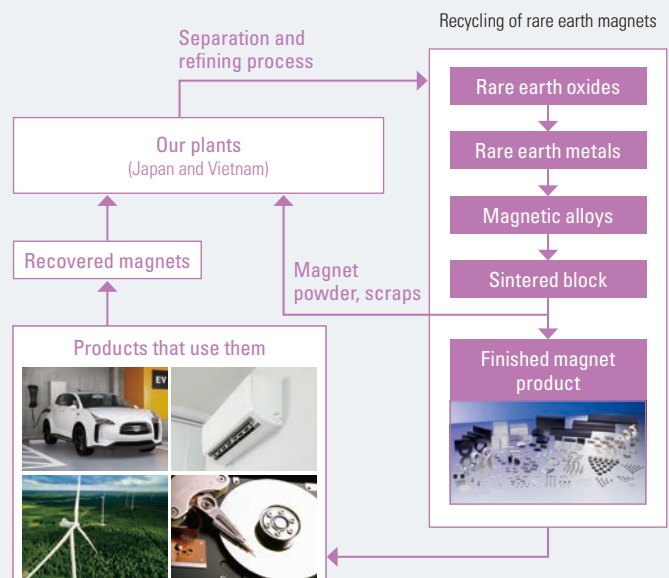 Recycling of rare earth magnets
Separation and
refining process
Rare earth oxides
Our plants
(Japan and Vietnam)
Rare earth metals
Magnetic alloys
Recovered magnets
Magnet
powder, scraps
Sintered block
Products that use them
EV
Finished magnet
product